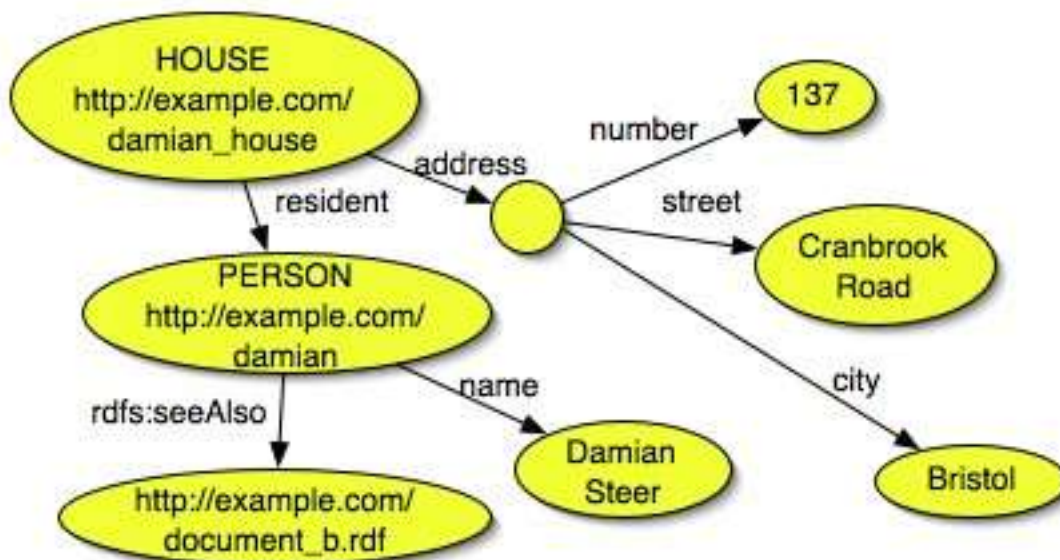 HOUSE
http://example.com/
damian_house
137
number
address
street
resident
Cranbrook
Road
PERSON
http://example.com/
damian
city
name
rdfs:seeAlso
Damian
Steer
Bristol
http://example.com/
document_b.rdf